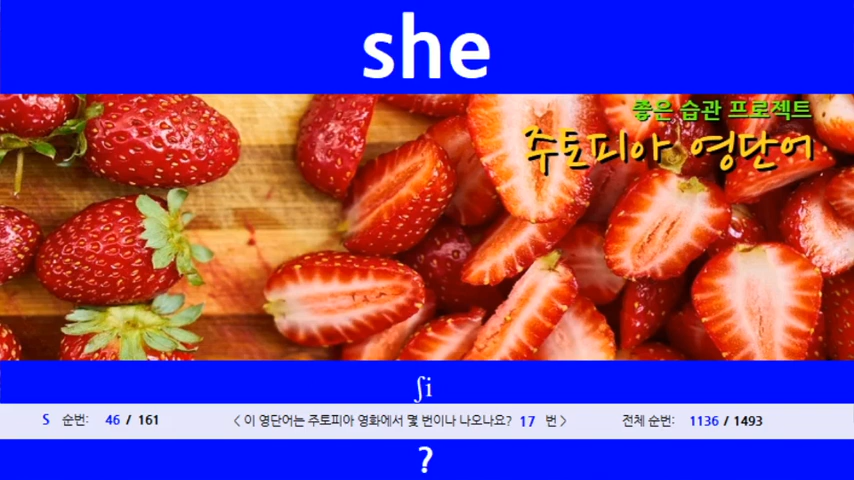 she
좋은 습관 프로젝트
주토피아 영단어
ʃi
S 순번: 46 / 161 < 이 영단어는 주토피아 영화에서 몇 번이나 나오나요? 17 번 > 전체 순번: 1136 / 1493
?